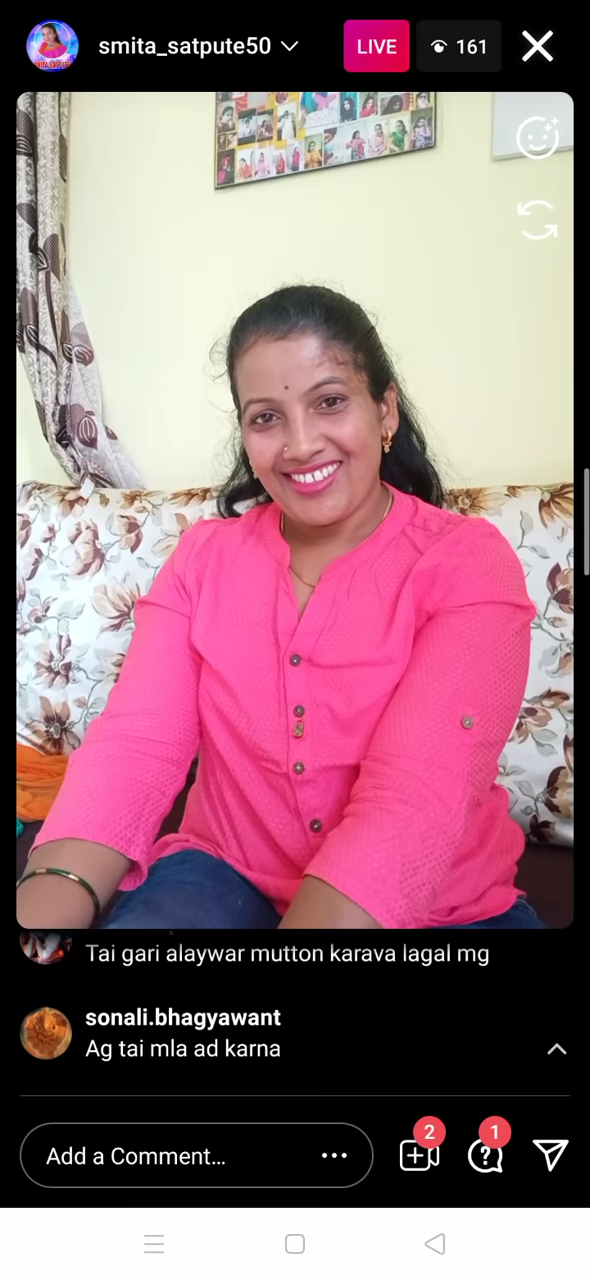 smita_satpute50
LIVE
161
Tai gari alaywar mutton karava lagal mg
sonali.bhagyawant
Ag tai mla ad karna
Add a Comment...
2
1